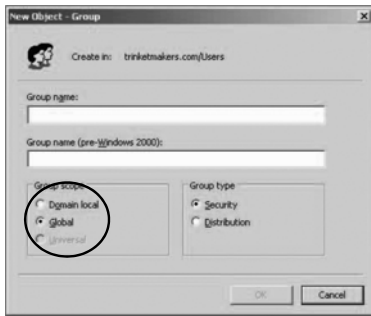 New Object - Group
Create in: trinketmakers.com/Users
Group name:
Group name (pre-Windows 2000):
Group scope
Group type
Domain local
Security
Global
Distribution
Universal
OK
Cancel